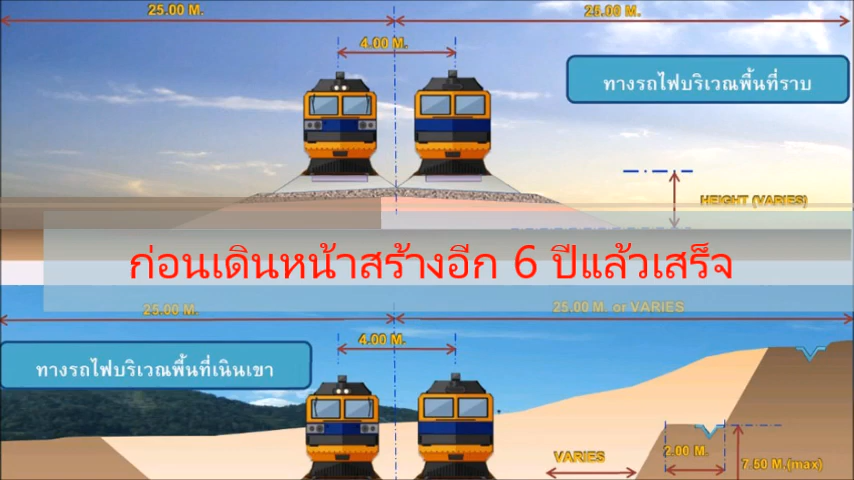 25.00 M. 25.00 M.
4.00 M.
ทางรถไฟบริเวณพื้นที่ราบ
HEIGHT (VARIES)
ก่อนเดินหน้าสร้างอีก 6 ปีแล้วเสร็จ
25.00 M. 25.00 M. or VARIES
4.00 M.
ทางรถไฟบริเวณพื้นที่เนินเขา
VARIES
2.00 M.
7.50 M.(max)